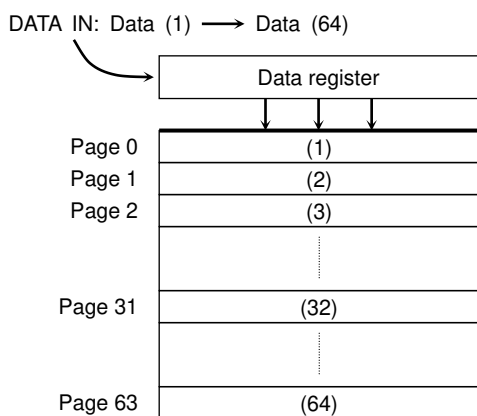 DATA IN: Data (1) ⟶ Data (64)
Data register
Page 0 (1)
Page 1 (2)
Page 2 (3)
Page 31 (32)
Page 63 (64)